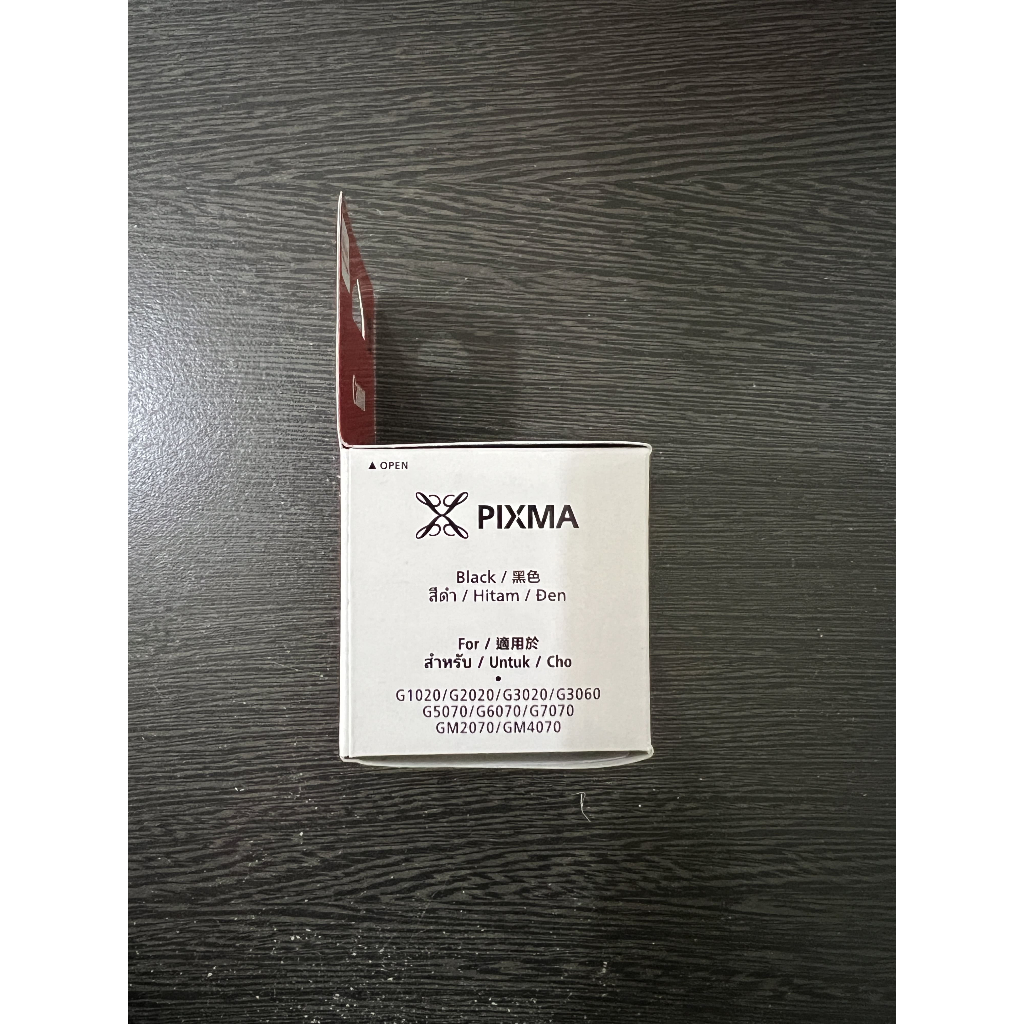 ▲ OPEN
PIXMA
Black / 黑色
สีดำ / Hitam / Đen
For / 適用於
สำหรับ / Untuk / Cho
•
G1020/G2020/G3020/G3060
G5070/G6070/G7070
GM2070/GM4070